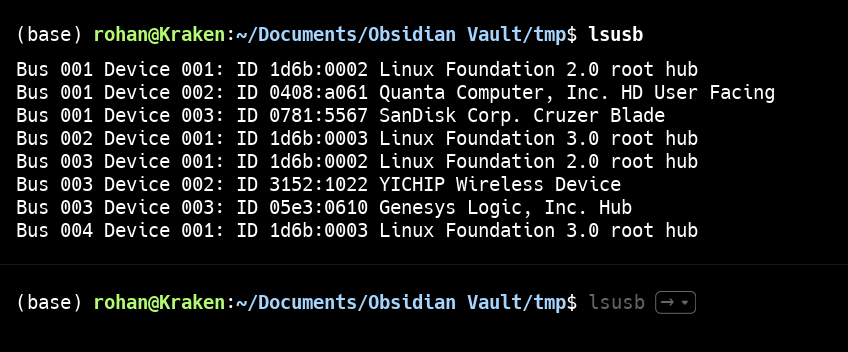 (base) rohan@Kraken:~/Documents/Obsidian Vault/tmp$ lsusb
Bus 001 Device 001: ID 1d6b:0002 Linux Foundation 2.0 root hub
Bus 001 Device 002: ID 0408:a061 Quanta Computer, Inc. HD User Facing
Bus 001 Device 003: ID 0781:5567 SanDisk Corp. Cruzer Blade
Bus 002 Device 001: ID 1d6b:0003 Linux Foundation 3.0 root hub
Bus 003 Device 001: ID 1d6b:0002 Linux Foundation 2.0 root hub
Bus 003 Device 002: ID 3152:1022 YICHIP Wireless Device
Bus 003 Device 003: ID 05e3:0610 Genesys Logic, Inc. Hub
Bus 004 Device 001: ID 1d6b:0003 Linux Foundation 3.0 root hub
(base) rohan@Kraken:~/Documents/Obsidian Vault/tmp$ lsusb